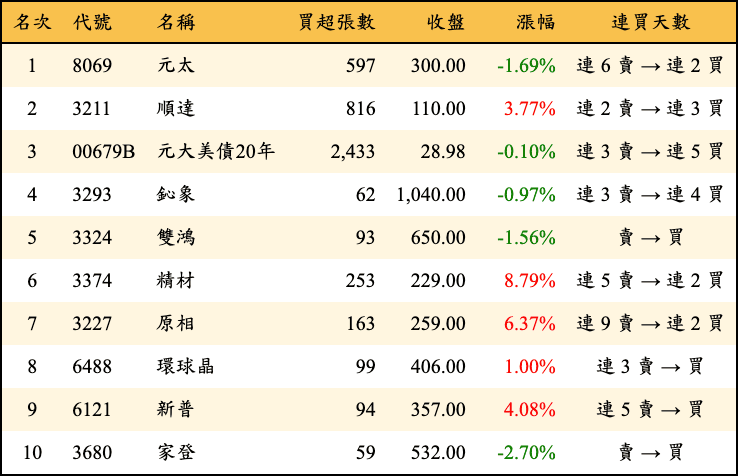 名次 代號 名稱 買超張數 收盤 漲幅 連買天數
1 8069 元太 597 300.00 -1.69% 連 6 賣 → 連 2 買
2 3211 順達 816 110.00 3.77% 連 2 賣 → 連 3 買
3 00679B 元大美債20年 2,433 28.98 -0.10% 連 3 賣 → 連 5 買
4 3293 鈊象 62 1,040.00 -0.97% 連 3 賣 → 連 4 買
5 3324 雙鴻 93 650.00 -1.56% 賣 → 買
6 3374 精材 253 229.00 8.79% 連 5 賣 → 連 2 買
7 3227 原相 163 259.00 6.37% 連 9 賣 → 連 2 買
8 6488 環球晶 99 406.00 1.00% 連 3 賣 → 買
9 6121 新普 94 357.00 4.08% 連 5 賣 → 買
10 3680 家登 59 532.00 -2.70% 賣 → 買